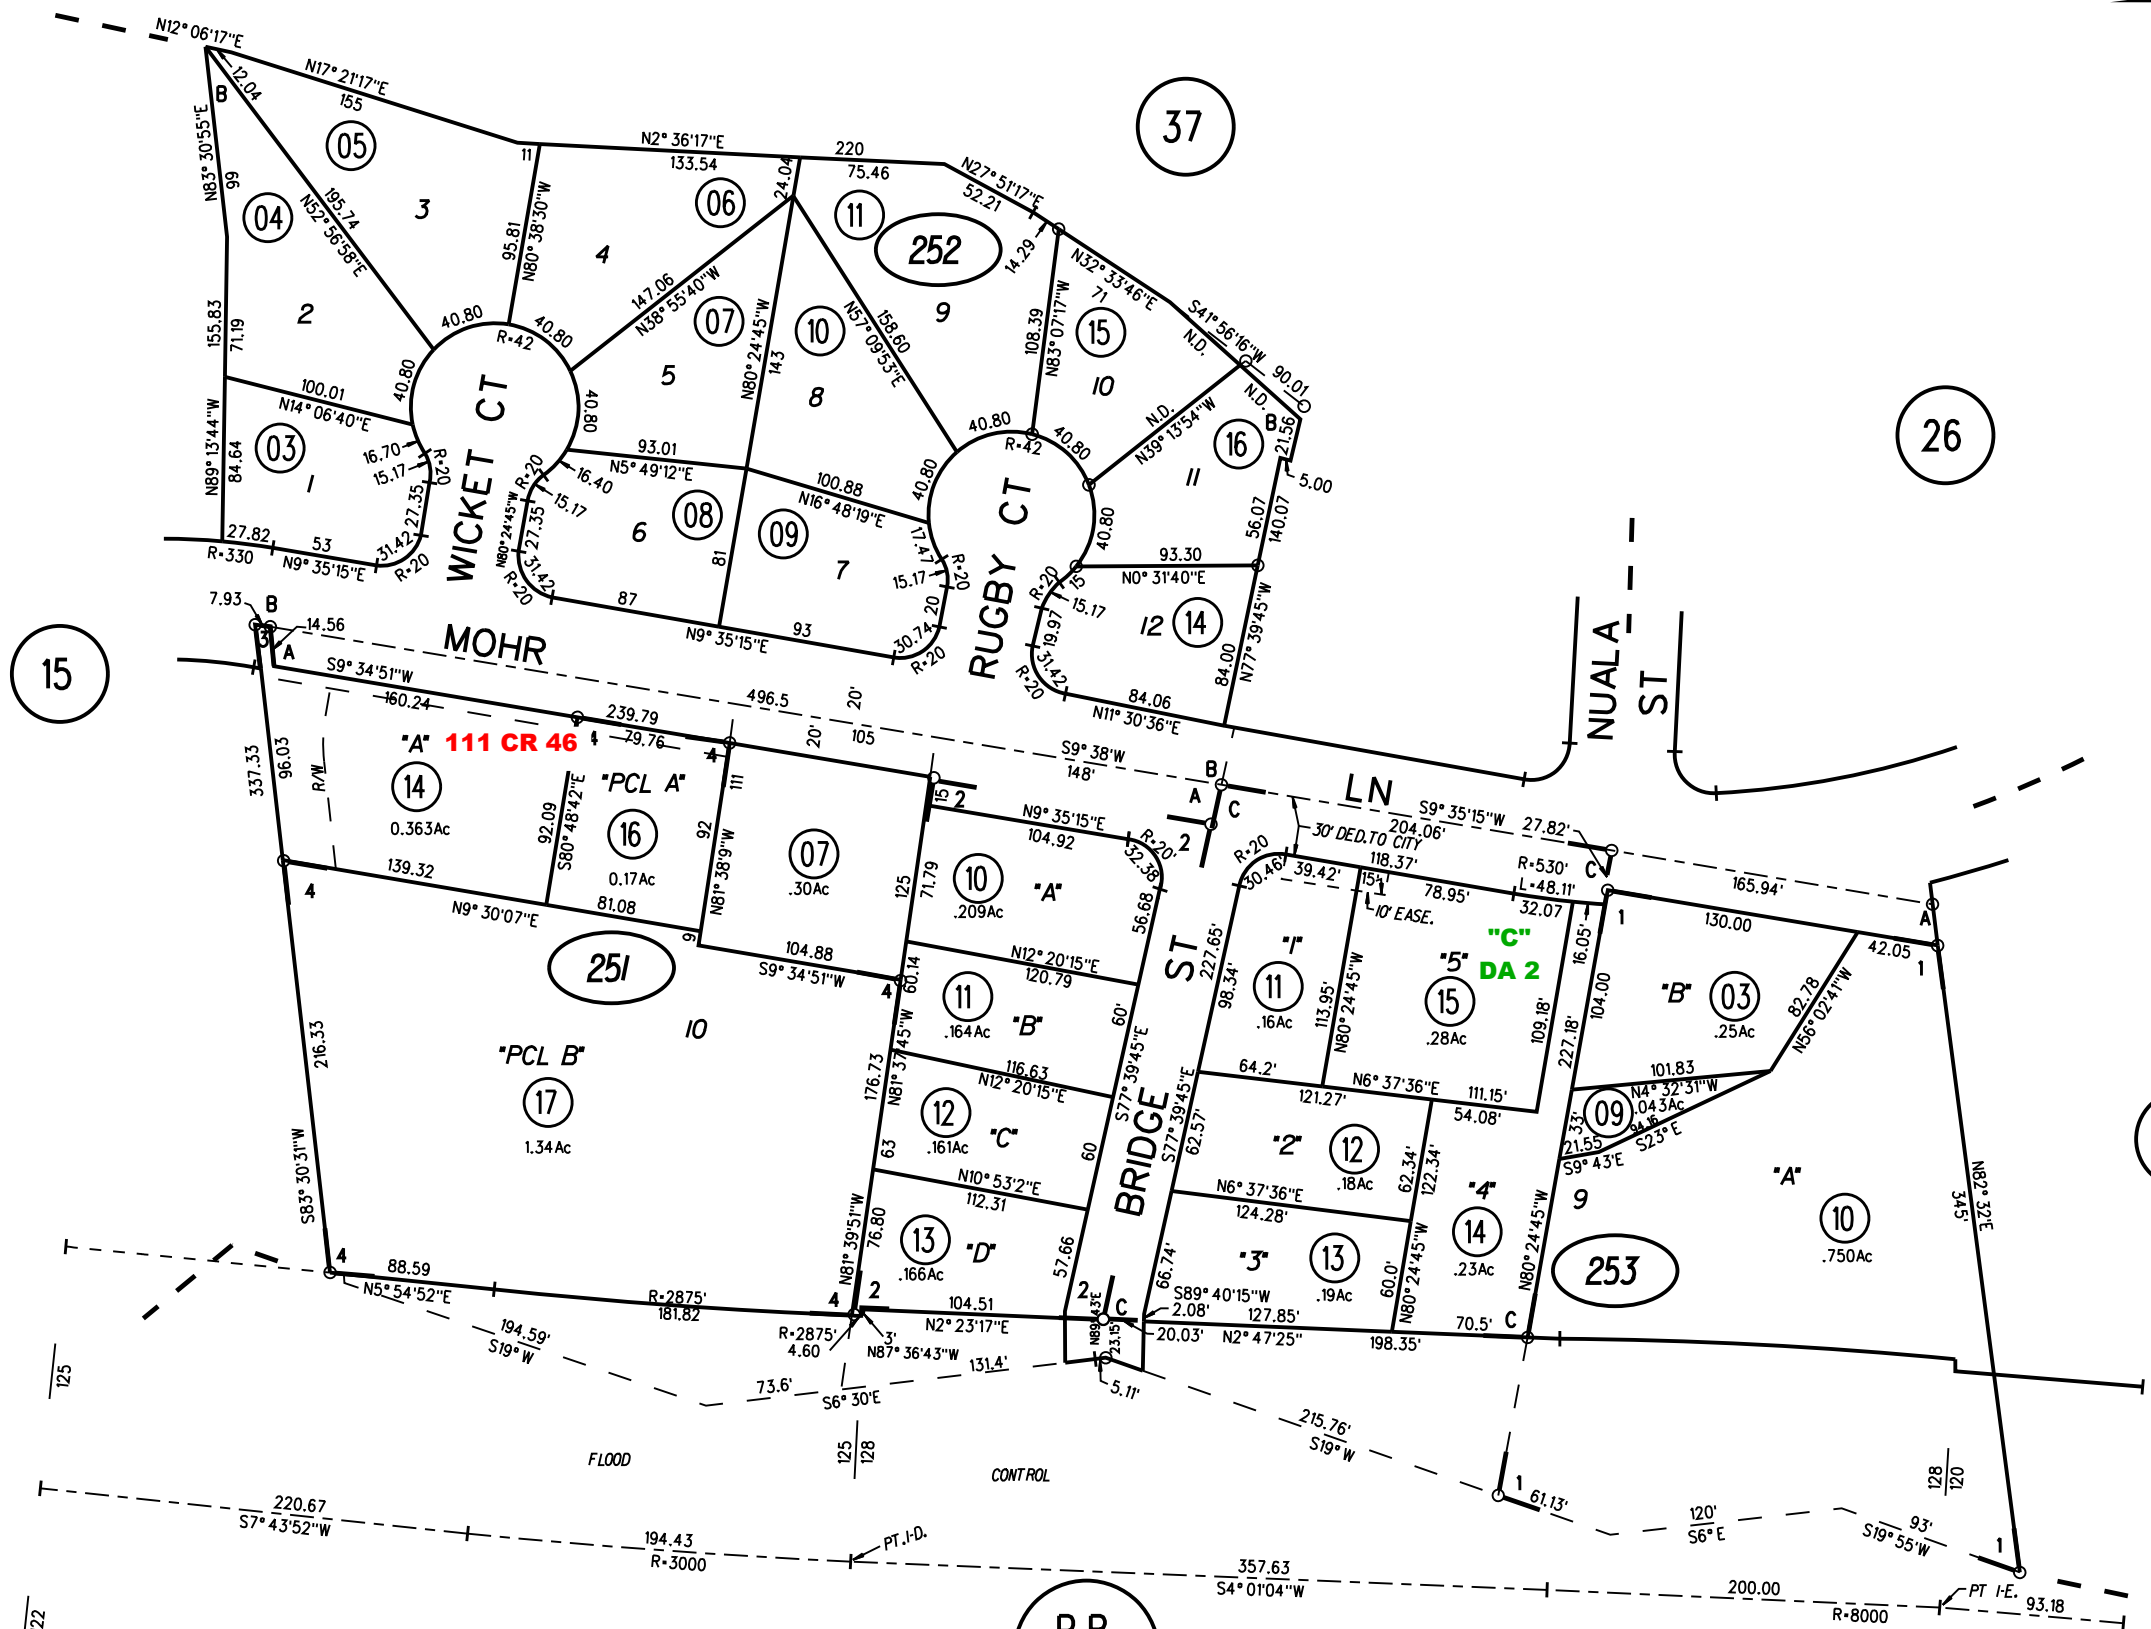 N12° 06'17"E
12.04
B
N17° 21'17"E
155
05
3
N83° 30'55"E
99
04
195.74
N52° 56'58"E
2
155.83
71.19
11
N2° 36'17"E
133.54
220
75.46
24.04
06
95.81
N80° 38'30"W
4
147.06
N38° 55'40"W
07
5
N80° 24'45"W
143
10
8
11
252
9
158.60
N57° 09'53"E
N27° 51'17"E
52.21
14.29
N32° 33'46"E
71
108.39
N83° 07'17"W
15
10
S41° 56'16"W
N.D.
90.01
N.D.
B
N.D.
N39° 13'54"W
16
21.56
5.00
11
56.07
140.07
37
26
15
40.80
40.80
R=42
40.80
40.80
WICKET CT
100.01
N14° 06'40"E
03
1
N89° 13'44"W
84.64
16.70
15.17
R=20
27.35
31.42
R=20
27.82
R=330
53
N9° 35'15"E
R=20
16.40
15.17
N80° 24'45"W
27.35
31.42
R=20
93.01
N5° 49'12"E
08
6
81
87
N9° 35'15"E
93
100.88
N16° 48'19"E
09
7
40.80
40.80
R=42
40.80
40.80
17.47
R=20
15.17
20
30.74
R=20
RUGBY CT
R=20
15
15.17
19.97
31.42
R=20
93.30
N0° 31'40"E
12
14
84.00
N77° 39'45"W
84.06
N11° 30'36"E
NUALA ST
7.93
B
3
14.56
A
MOHR
LN
S9° 34'51"W
160.24
496.5
20'
20'
105
239.79
79.76
S9° 38'W
148'
337.33
96.03
R/W
"A"
111 CR 46
14
0.363Ac
4
4
"PCL A"
16
0.17Ac
92.09
S80° 48'42"E
111
92
N81° 38'9"W
07
.30Ac
139.32
N9° 30'07"E
81.08
4
9
104.88
S9° 34'51"W
4
251
10
"PCL B"
17
1.34Ac
216.33
S83° 30'31"W
15
2
N9° 35'15"E
104.92
R=20'
32.38
125
71.79
10
.209Ac
"A"
56.68
N12° 20'15"E
120.79
60.14
11
.164Ac
"B"
60'
N81° 37'45"W
176.73
116.63
N12° 20'15"E
S77° 39'45"E
12
.161Ac
"C"
63
60
N10° 53'2"E
112.31
N81° 39'51"W
76.80
13
.166Ac
"D"
57.66
BRIDGE ST
B
A
C
2
R=20
30.46'
30' DED. TO CITY
39.42'
118.37'
15'
10' EASE.
78.95'
S9° 35'15"W
204.06'
27.82'
R=530'
L=48.11'
32.07
C
165.94'
A
227.65'
98.34'
"1"
11
.16Ac
113.95'
N80° 24'45"W
"5"
15
.28Ac
"C"
DA 2
109.18'
16.05'
1
130.00
42.05
1
104.00
227.18'
"B"
03
.25Ac
82.78
N56° 02'41"W
101.83
N4° 32'31"W
09
.043Ac
33'
94.16
S23° E
21.55
S9° 43'E
9
"A"
10
.750Ac
N82° 32'E
345'
64.2'
N6° 37'36"E
121.27'
111.15'
54.08'
S77° 39'45"E
62.57'
"2"
12
.18Ac
62.34'
122.34'
N6° 37'36"E
124.28'
"3"
13
.19Ac
66.74'
60.0'
N80° 24'45"W
"4"
14
.23Ac
N80° 24'45"W
253
S89° 40'15"W
127.85'
2.08'
20.03'
N2° 47'25"
198.35'
70.5'
C
4
88.59
N5° 54'52"E
R=2875'
181.82
4
2
R=2875'
4.60
3'
N87° 36'43"W
104.51
N2° 23'17"E
2
C
23.15'
5.11'
194.59'
S19° W
73.6'
S6° 30'E
131.4'
215.76'
S19° W
1
61.13'
120'
S6° E
93'
S19° 55'W
1
125
125
128
128
120
FLOOD
CONTROL
220.67
S7° 43'52"W
194.43
R=3000
PT.I-D.
357.63
S4° 01'04"W
200.00
R=8000
PT I-E.
93.18